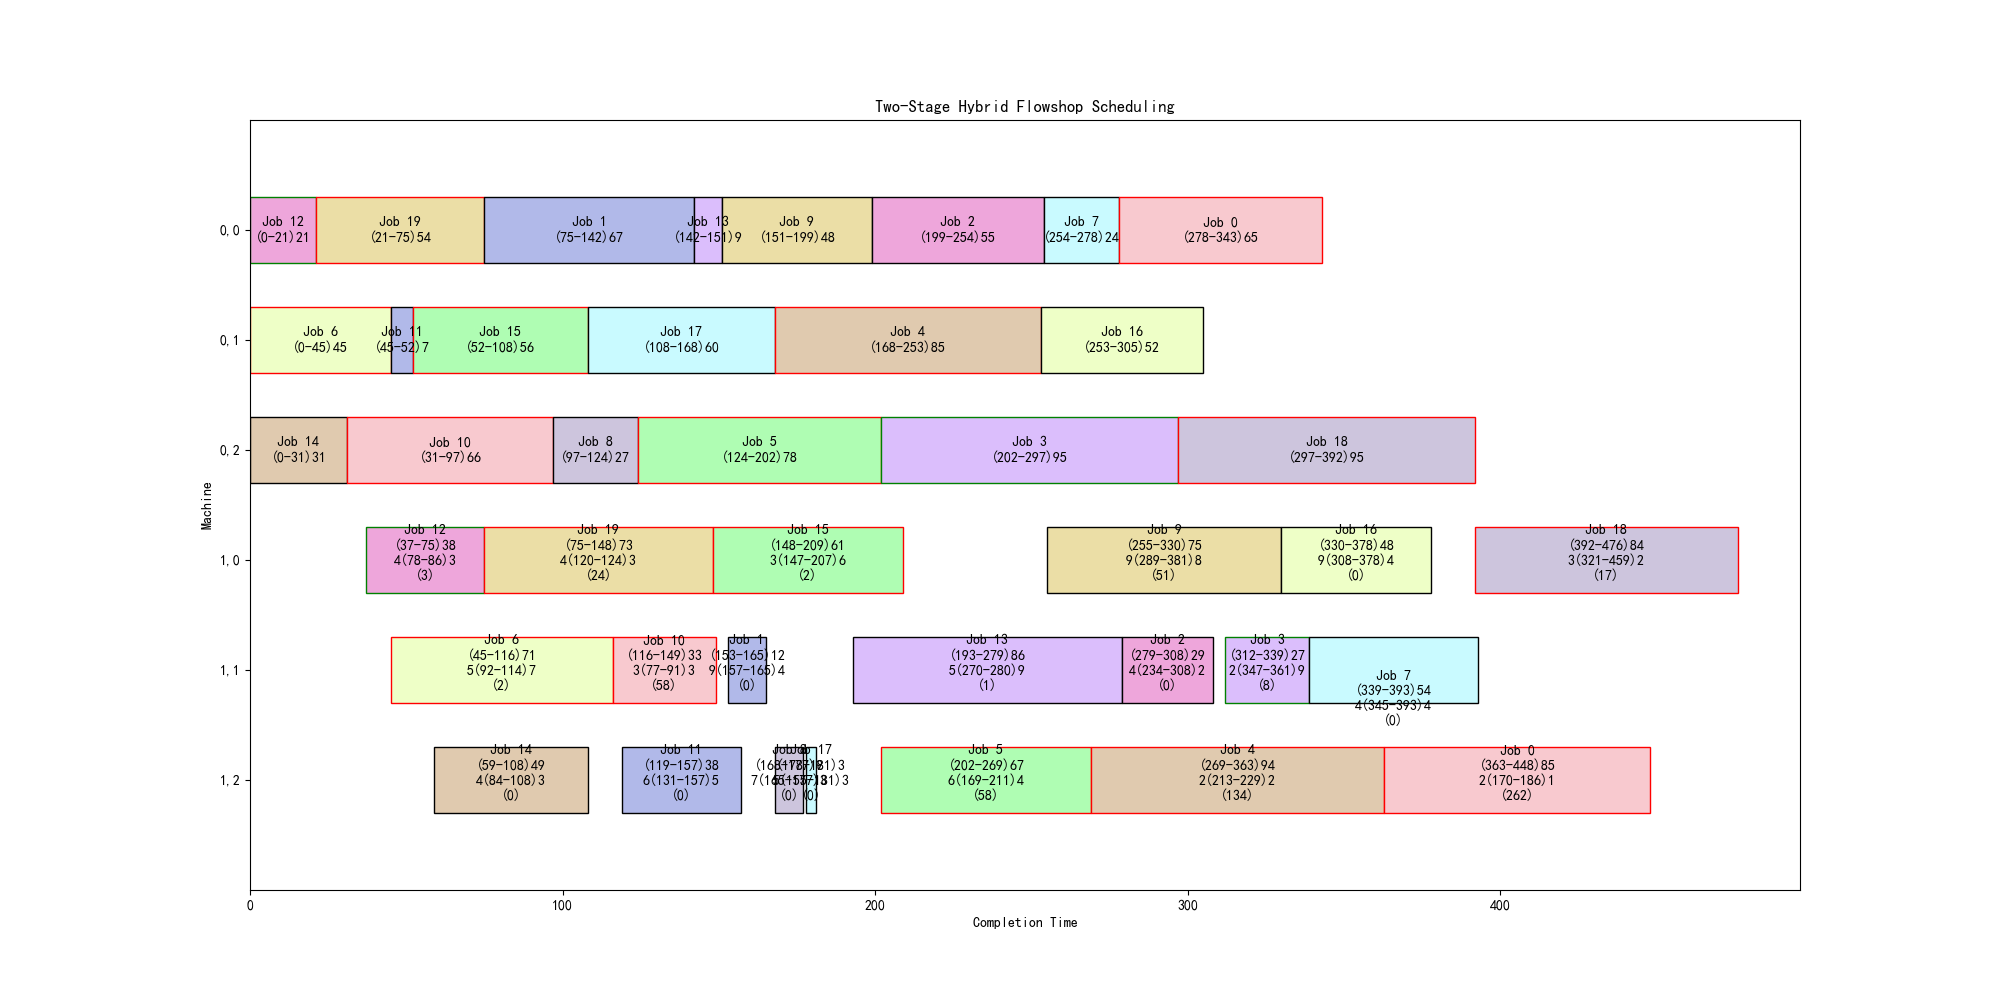 Two-Stage Hybrid Flowshop Scheduling
Machine
0,0
Job 12
(0-21)21
Job 19
(21-75)54
Job 1
(75-142)67
Job 13
(142-151)9
Job 9
(151-199)48
Job 2
(199-254)55
Job 7
(254-278)24
Job 0
(278-343)65
0,1
Job 6
(0-45)45
Job 11
(45-52)7
Job 15
(52-108)56
Job 17
(108-168)60
Job 4
(168-253)85
Job 16
(253-305)52
0,2
Job 14
(0-31)31
Job 10
(31-97)66
Job 8
(97-124)27
Job 5
(124-202)78
Job 3
(202-297)95
Job 18
(297-392)95
1,0
Job 12
(37-75)38
4(78-86)3
(3)
Job 19
(75-148)73
4(120-124)3
(24)
Job 15
(148-209)61
3(147-207)6
(2)
Job 9
(255-330)75
9(289-381)8
(51)
Job 16
(330-378)48
9(308-378)4
(0)
Job 18
(392-476)84
3(321-459)2
(17)
1,1
Job 6
(45-116)71
5(92-114)7
(2)
Job 10
(116-149)33
3(77-91)3
(58)
Job 1
(153-165)12
9(157-165)4
(0)
Job 13
(193-279)86
5(270-280)9
(1)
Job 2
(279-308)29
4(234-308)2
(0)
Job 3
(312-339)27
2(347-361)9
(8)
Job 7
(339-393)54
4(345-393)4
(0)
1,2
Job 14
(59-108)49
4(84-108)3
(0)
Job 11
(119-157)38
6(131-157)5
(0)
Job
(0)
Job 17
(0)
Job 5
(202-269)67
6(169-211)4
(58)
Job 4
(269-363)94
2(213-229)2
(134)
Job 0
(363-448)85
2(170-186)1
(262)
0
100
200
300
400
Completion Time